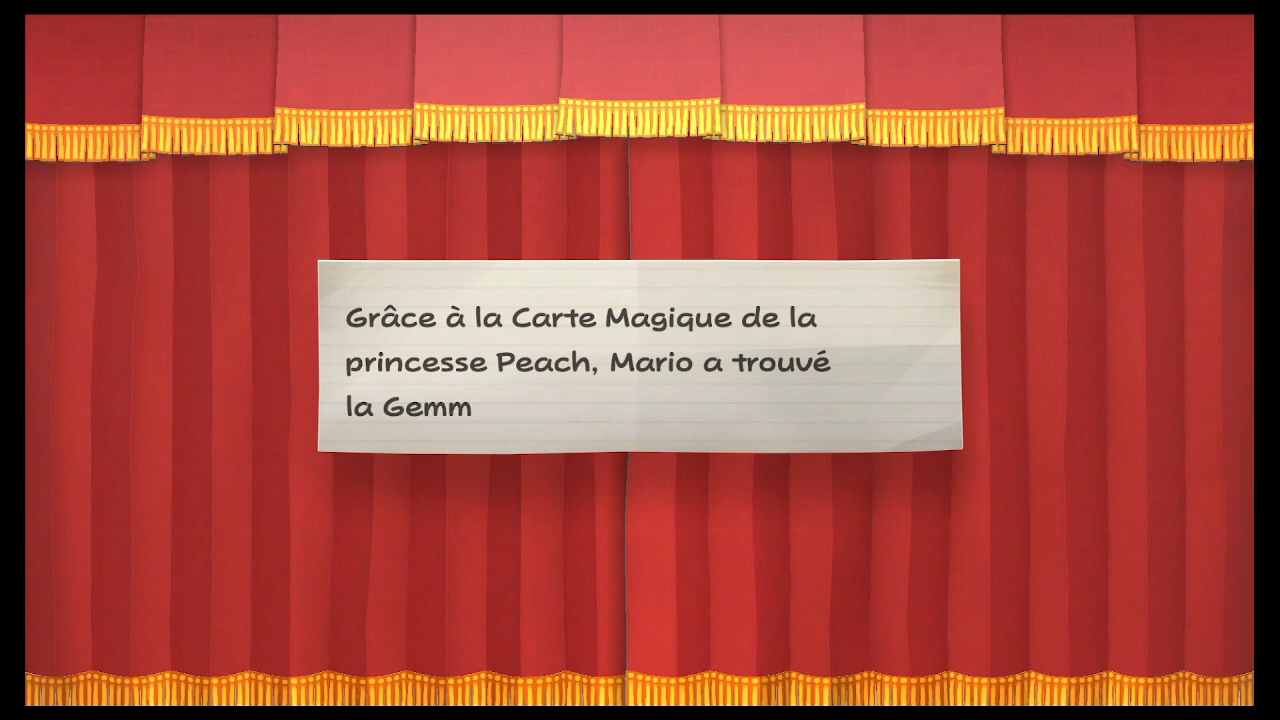 Grâce à la Carte Magique de la
princesse Peach, Mario a trouvé
la Gemm